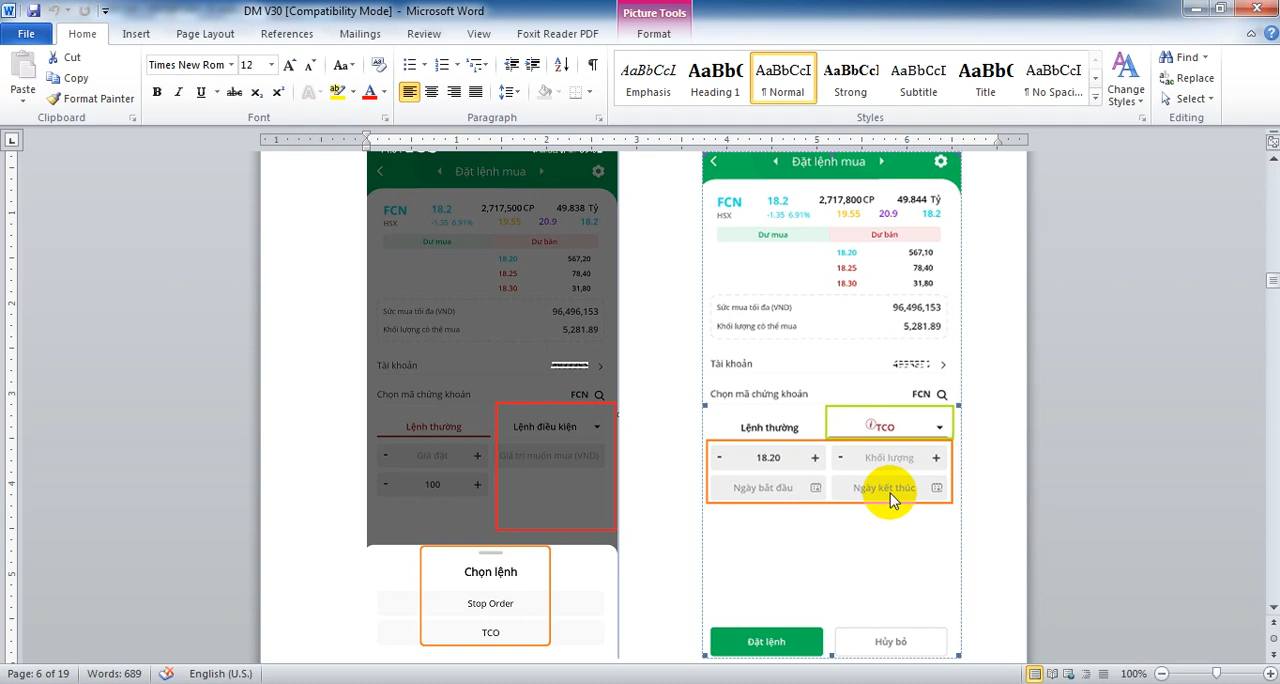 DM V30 [Compatibility Mode] - Microsoft Word
Picture Tools
File
Home
Insert
Page Layout
References
Mailings
Review
View
Foxit Reader PDF
Format
Paste
Cut
Copy
Format Painter
Clipboard
Times New Rom
12
Font
Paragraph
AaBbCcI
Emphasis
AaBb(
Heading 1
AaBbCcI
¶ Normal
AaBbCcl
Strong
AaBbCcI
Subtitle
AaBb(
Title
AaBbCcI
¶ No Spaci...
Styles
Change Styles
Find
Replace
Select
Editing
Đặt lệnh mua
FCN
HSX
18.2
-1.35 6.91%
2,717,500 CP
49.838 Tỷ
19.55
20.9
18.2
Dư mua
Dư bán
18.20
567,20
18.25
78,40
18.30
31,80
Sức mua tối đa (VND)
96,496,153
Khối lượng có thể mua
5,281.89
Tài khoản
Chọn mã chứng khoán
FCN
Lệnh thường
Lệnh điều kiện
- Giá đặt +
Giá trị muốn mua (VND)
- 100 +
Chọn lệnh
Stop Order
TCO
Đặt lệnh mua
FCN
HSX
18.2
-1.35 6.91%
2,717,800 CP
49.844 Tỷ
19.55
20.9
18.2
Dư mua
Dư bán
18.20
567,10
18.25
78,40
18.30
31,80
Sức mua tối đa (VND)
96,496,153
Khối lượng có thể mua
5,281.89
Tài khoản
Chọn mã chứng khoán
FCN
Lệnh thường
TCO
- 18.20 +
- Khối lượng +
Ngày bắt đầu
Ngày kết thúc
Đặt lệnh
Hủy bỏ
Page: 6 of 19
Words: 689
English (U.S.)
100%